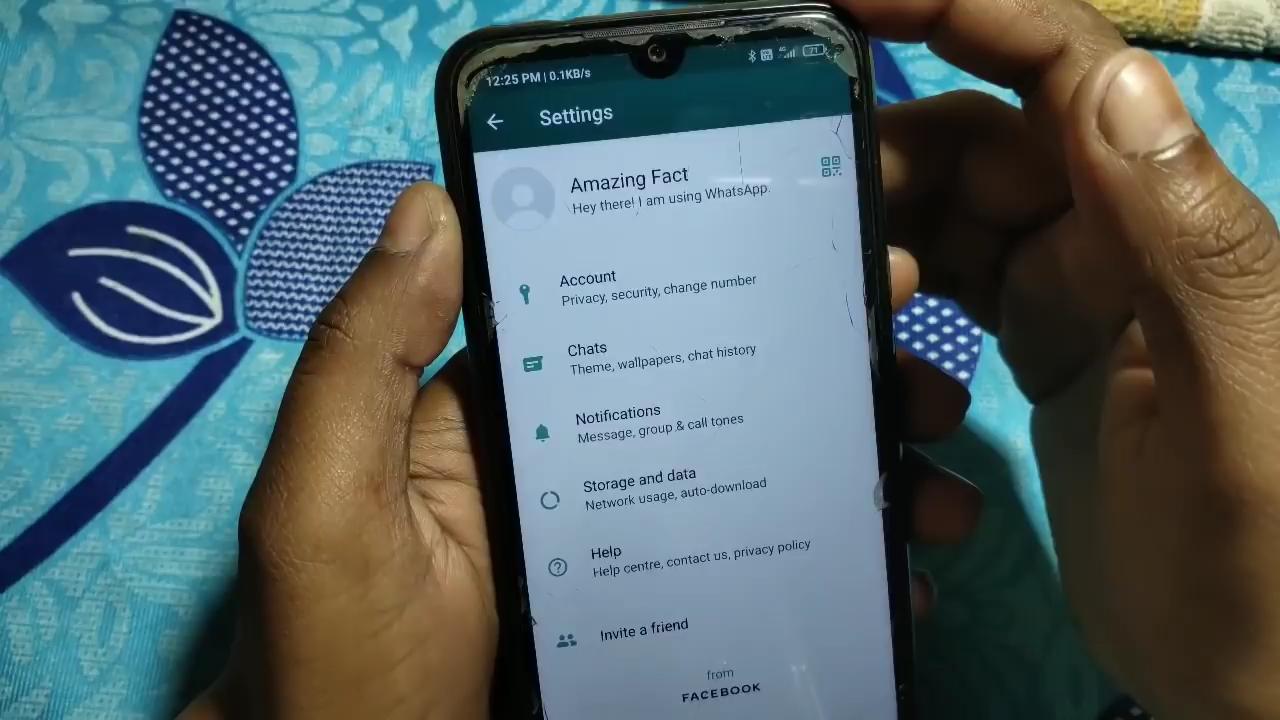 12:25 PM | 0.1KB/s
71
Settings
Amazing Fact
Hey there! I am using WhatsApp.
Account
Privacy, security, change number
Chats
Theme, wallpapers, chat history
Notifications
Message, group & call tones
Storage and data
Network usage, auto-download
Help
Help centre, contact us, privacy policy
Invite a friend
from
FACEBOOK